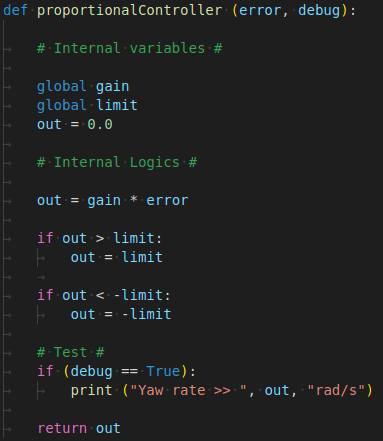 def proportionalController (error, debug):
# Internal variables #
global gain
global limit
out = 0.0
# Internal Logics #
out = gain * error
if out > limit:
out = limit
if out < -limit:
out = -limit
# Test #
if (debug == True):
print ("Yaw rate >> ", out, "rad/s")
return out